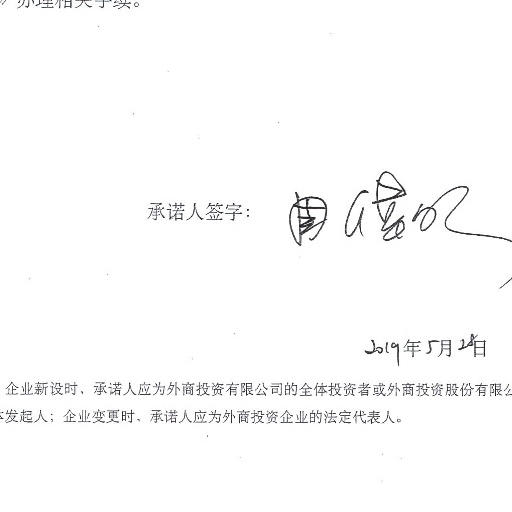 》办理相关手续。
承诺人签字：
2019年5月28日
企业新设时、承诺人应为外商投资有限公司的全体投资者或外商投资股份有限公
体发起人；企业变更时、承诺人应为外商投资企业的法定代表人。